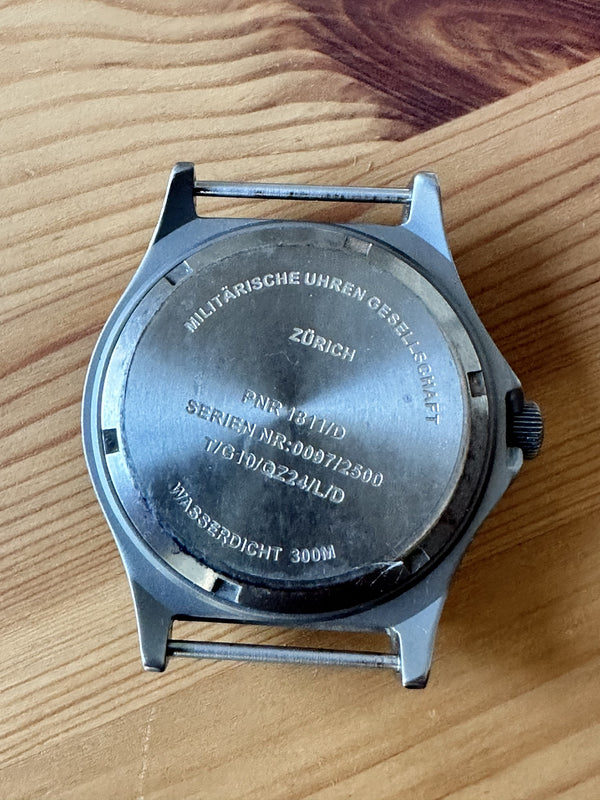 MILITÄRISCHE UHREN GESELLSCHAFT
ZÜRICH
PNR 1811/D
SERIEN NR:0097/2500
T/G10/QZ24/L/D
WASSERDICHT 300M